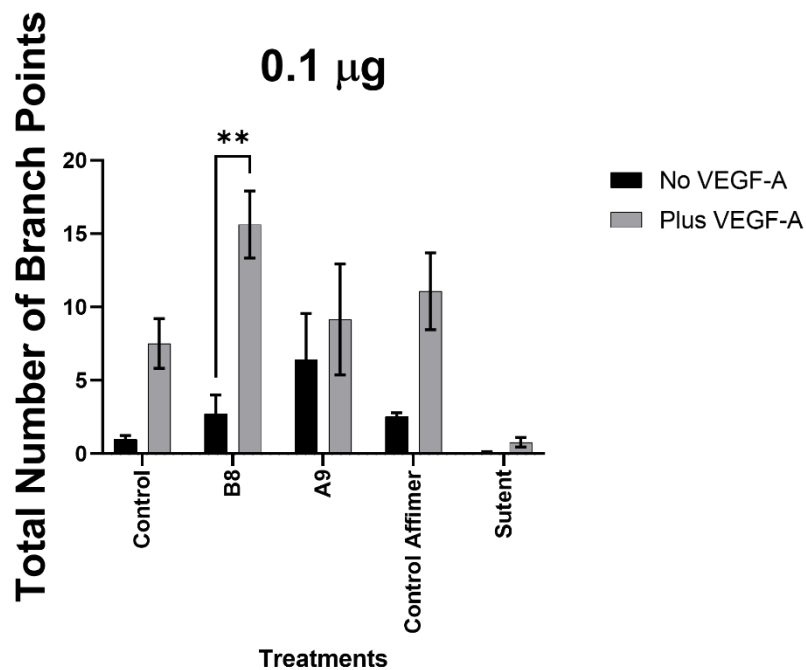 0.1 μg
Total Number of Branch Points
**
20
15
10
5
0
Control
B8
A9
Control Affimer
Sutent
Treatments
No VEGF-A
Plus VEGF-A